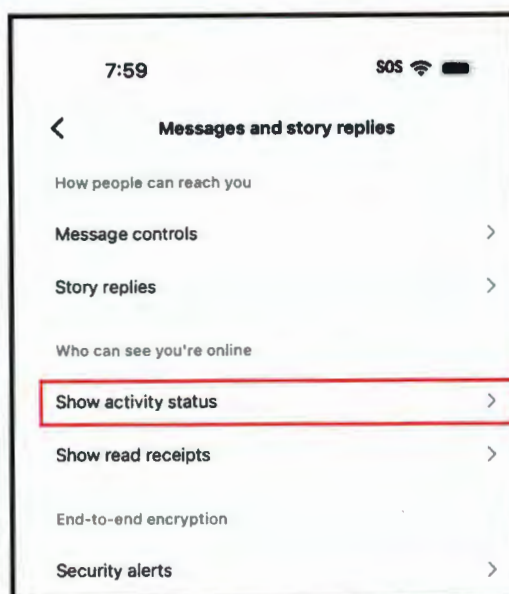 7:59 SOS
Messages and story replies
How people can reach you
Message controls
Story replies
Who can see you're online
Show activity status
Show read receipts
End-to-end encryption
Security alerts